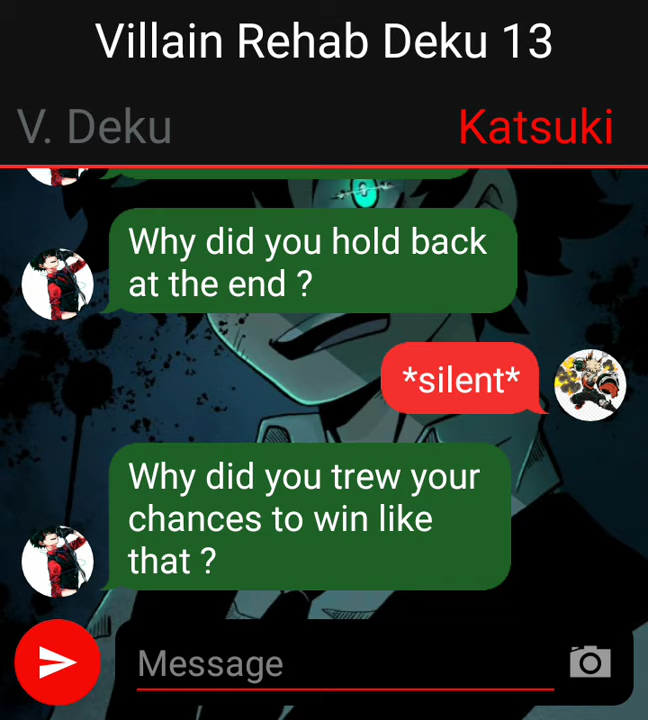 Villain Rehab Deku 13
V. Deku
Katsuki
Why did you hold back
at the end ?
*silent*
Why did you trew your
chances to win like
that ?
Message